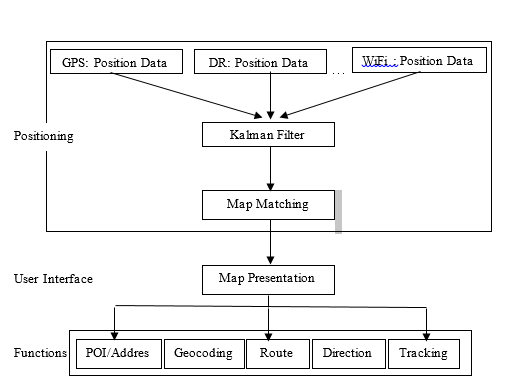 GPS: Position Data
DR: Position Data
...
WiFi : Position Data
Positioning
Kalman Filter
Map Matching
User Interface
Map Presentation
Functions
POI/Addres
Geocoding
Route
Direction
Tracking